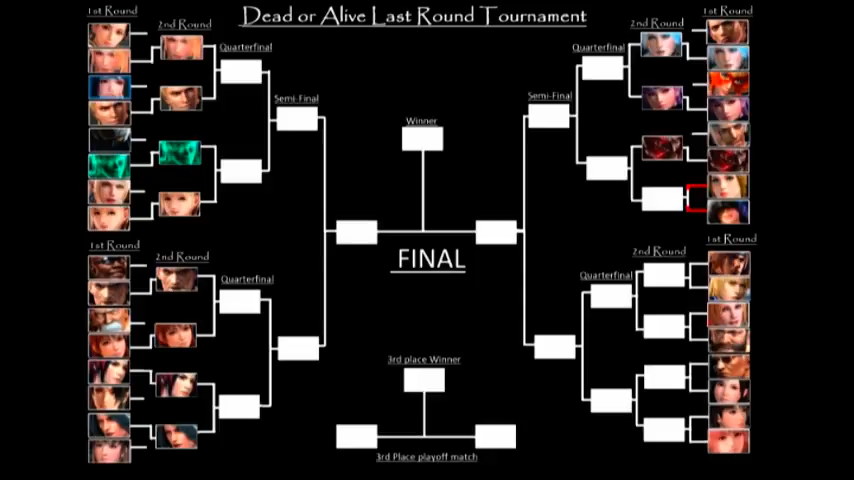 Dead or Alive Last Round Tournament
1st Round
2nd Round
Quarterfinal
Semi-Final
Winner
Semi-Final
Quarterfinal
2nd Round
1st Round
FINAL
1st Round
2nd Round
Quarterfinal
Quarterfinal
2nd Round
1st Round
3rd place Winner
3rd Place playoff match